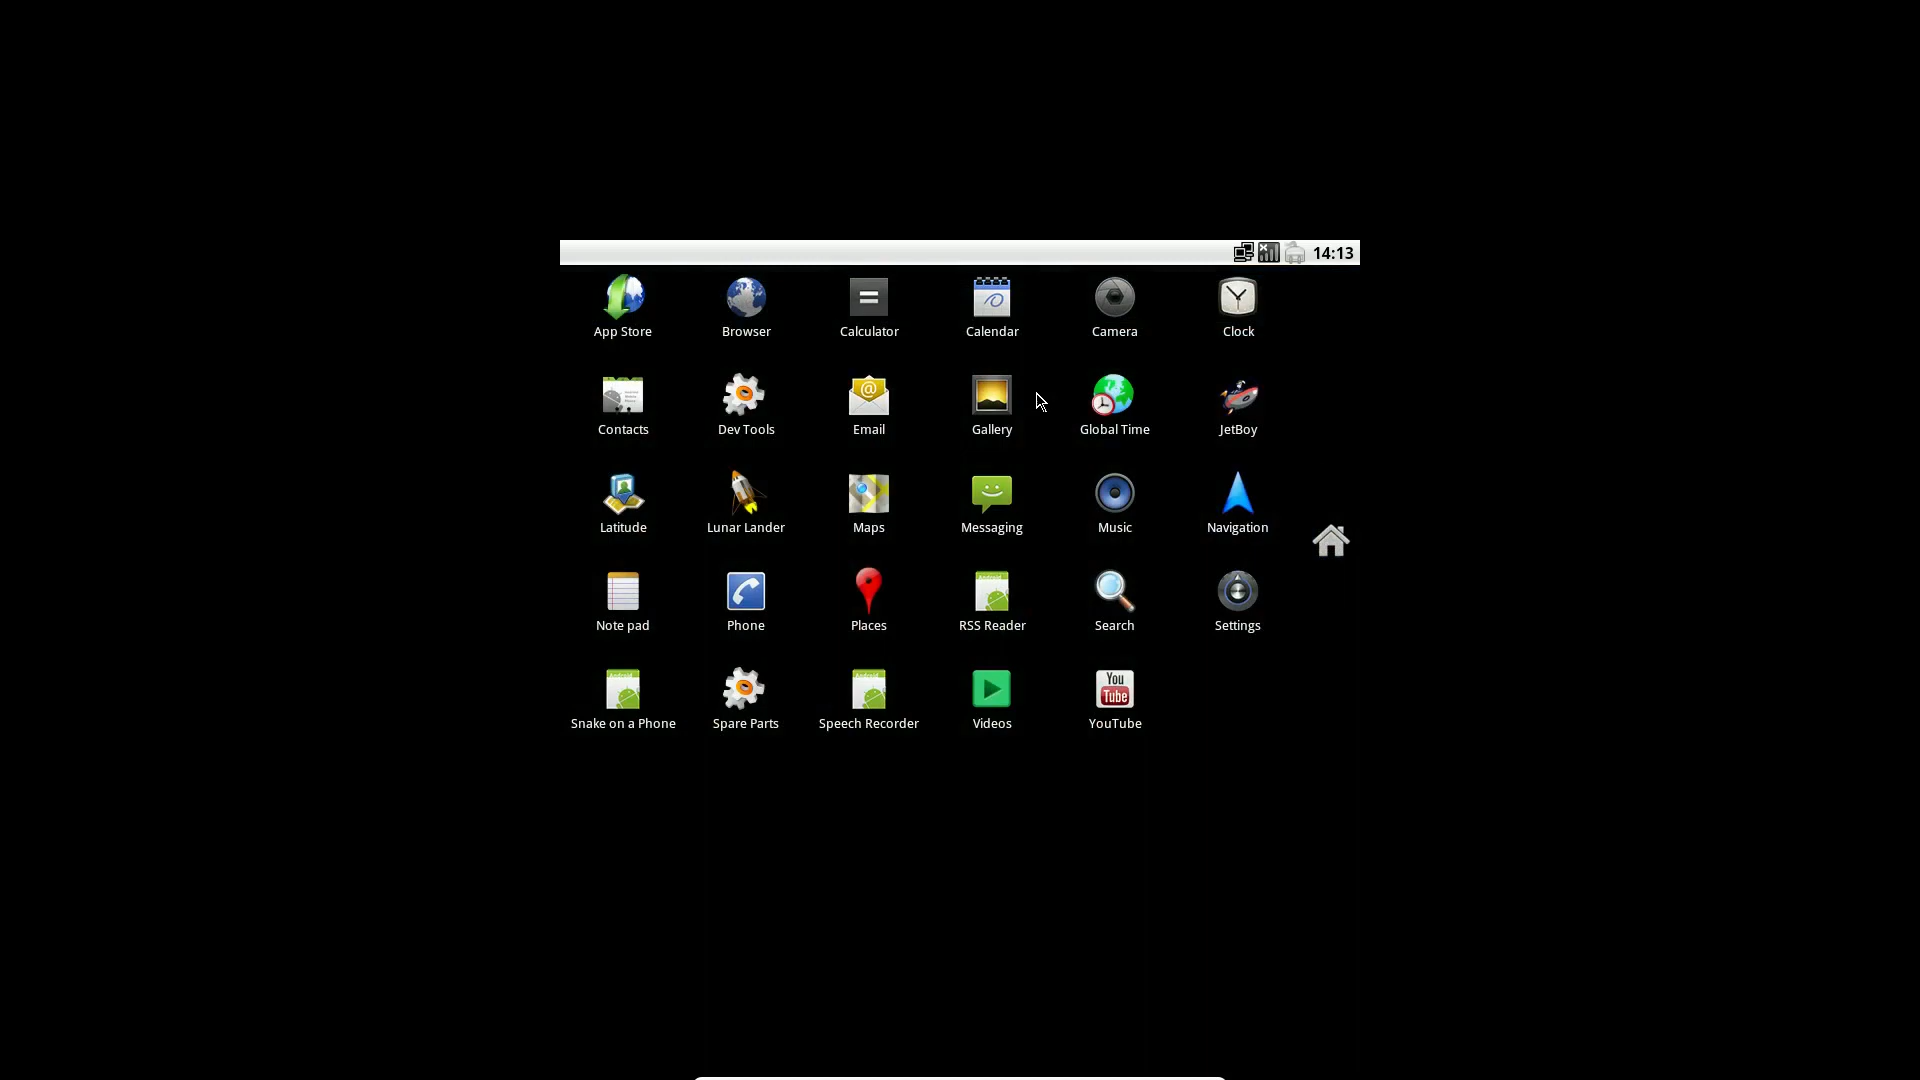 14:13
App Store Browser Calculator Calendar Camera Clock
Contacts Dev Tools Email Gallery Global Time JetBoy
Latitude Lunar Lander Maps Messaging Music Navigation
Note pad Phone Places RSS Reader Search Settings
You
Tube
Snake on a Phone Spare Parts Speech Recorder Videos YouTube